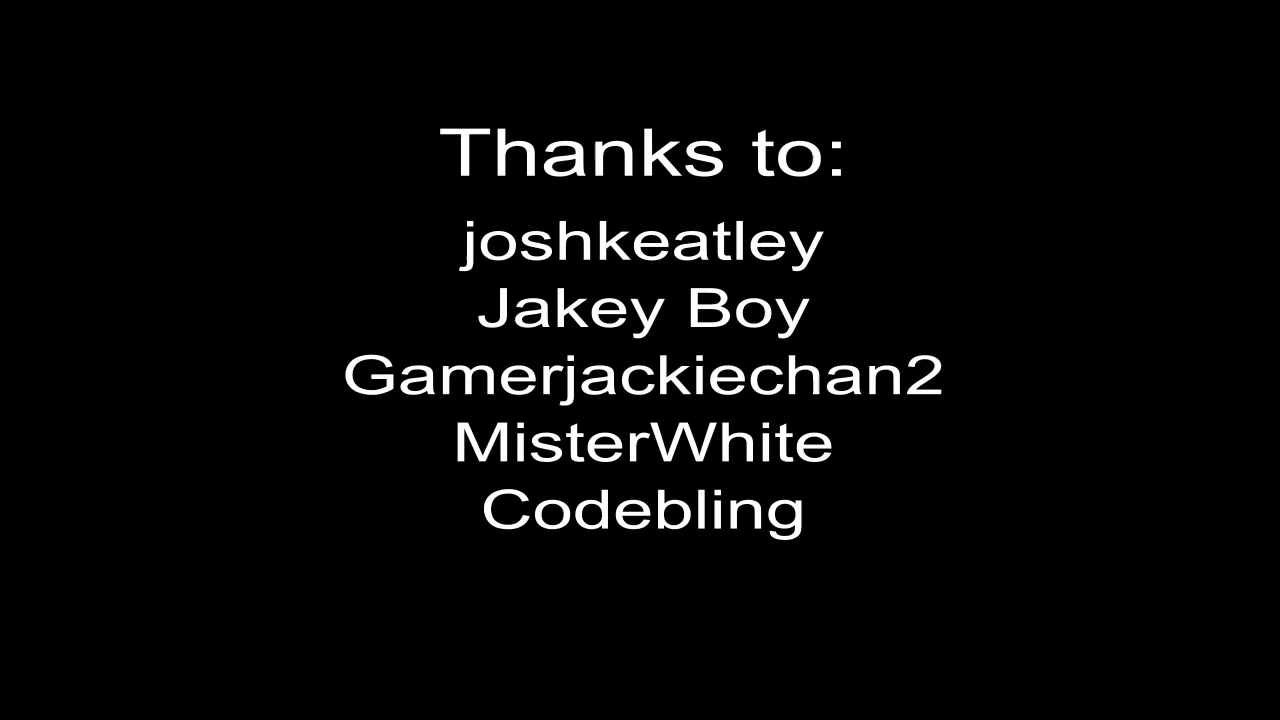 Thanks to:
joshkeatley
Jakey Boy
Gamerjackiechan2
MisterWhite
Codebling